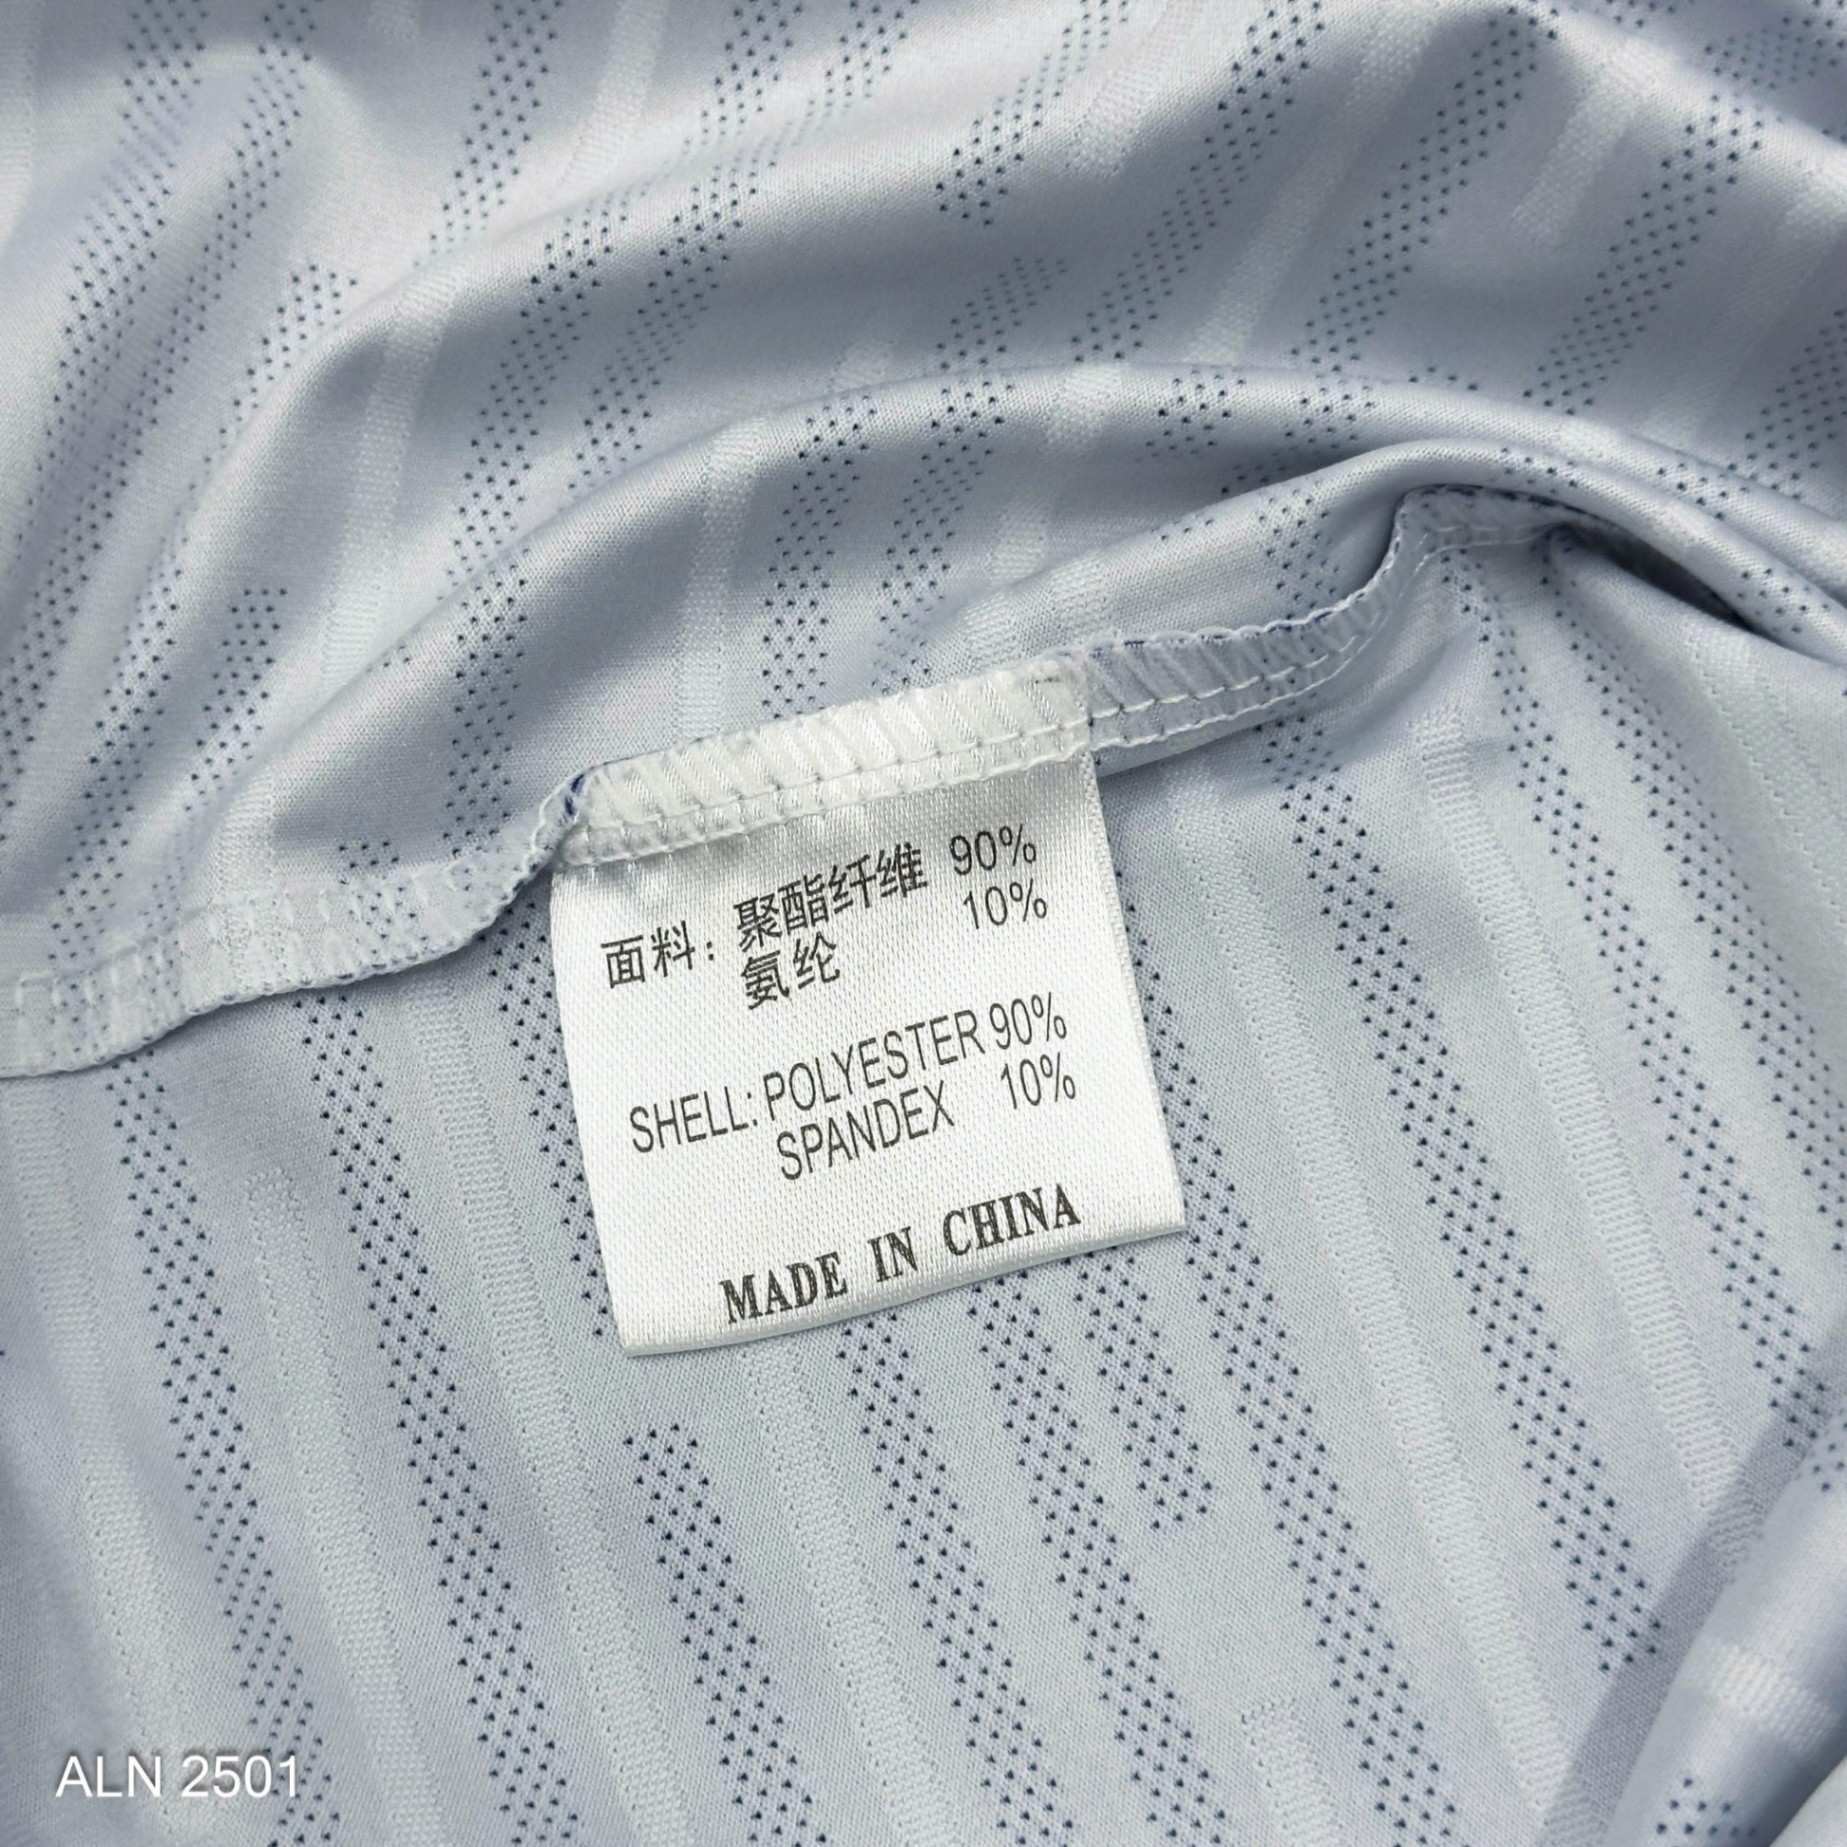 面料：聚酯纤维 90%
氨纶 10%
SHELL: POLYESTER 90%
SPANDEX 10%
MADE IN CHINA
ALN 2501